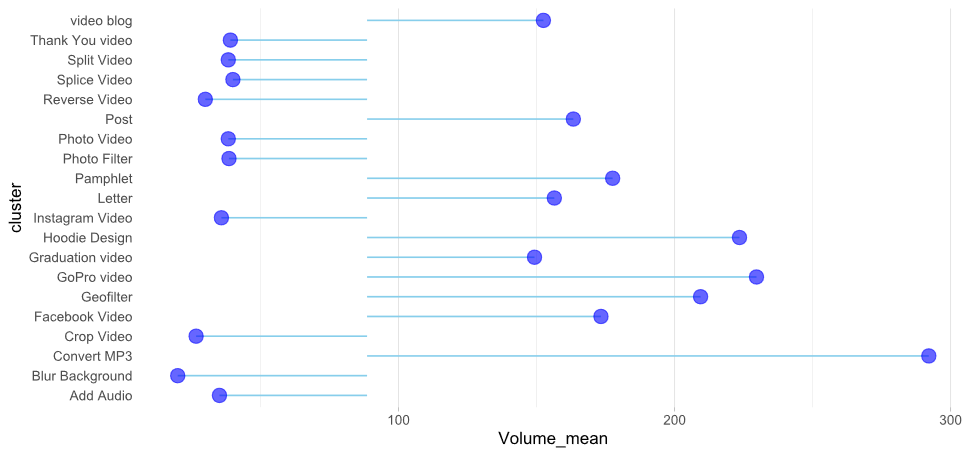 video blog
Thank You video
Split Video
Splice Video
Reverse Video
Post
Photo Video
Photo Filter
Pamphlet
Letter
Instagram Video
Hoodie Design
Graduation video
GoPro video
Geofilter
Facebook Video
Crop Video
Convert MP3
Blur Background
Add Audio
cluster
100 200 300
Volume_mean